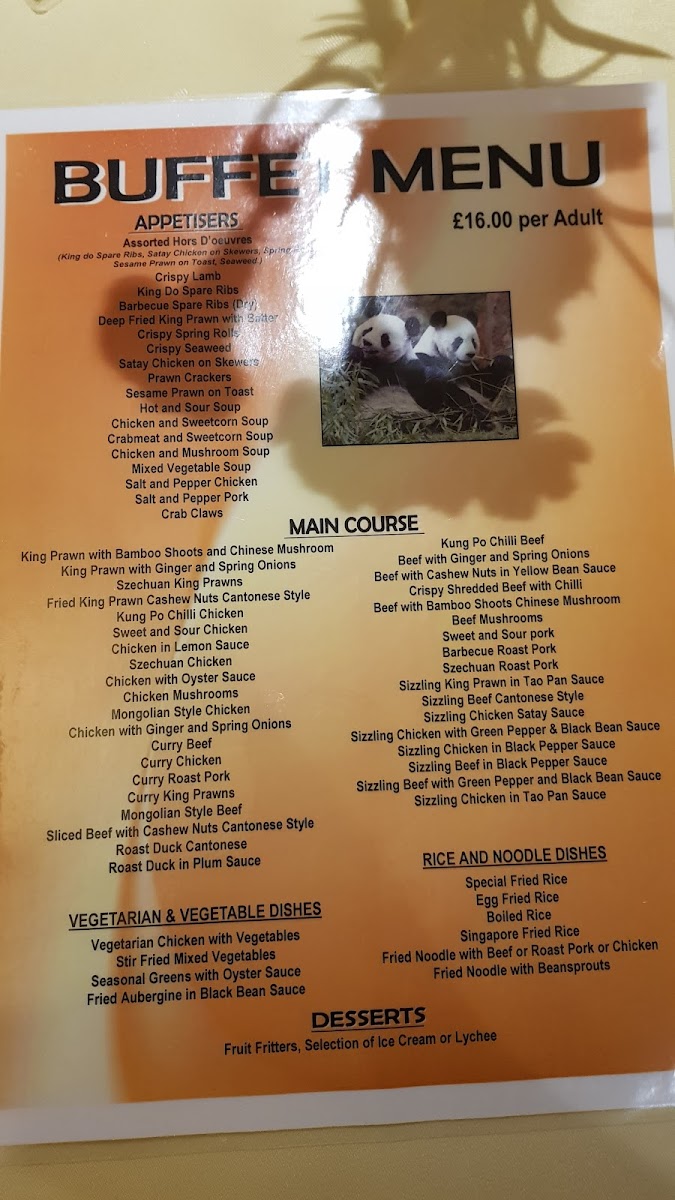 BUFFET MENU
£16.00 per Adult
APPETISERS
Assorted Hors D'oeuvres
(King do Spare Ribs, Satay Chicken on Skewers, Spring
Sesame Prawn on Toast, Seaweed.)
Crispy Lamb
King Do Spare Ribs
Barbecue Spare Ribs (Dry)
Deep Fried King Prawn with Batter
Crispy Spring Rolls
Crispy Seaweed
Satay Chicken on Skewers
Prawn Crackers
Sesame Prawn on Toast
Hot and Sour Soup
Chicken and Sweetcorn Soup
Crabmeat and Sweetcorn Soup
Chicken and Mushroom Soup
Mixed Vegetable Soup
Salt and Pepper Chicken
Salt and Pepper Pork
Crab Claws
MAIN COURSE
King Prawn with Bamboo Shoots and Chinese Mushroom
King Prawn with Ginger and Spring Onions
Szechuan King Prawns
Fried King Prawn Cashew Nuts Cantonese Style
Kung Po Chilli Chicken
Sweet and Sour Chicken
Chicken in Lemon Sauce
Szechuan Chicken
Chicken with Oyster Sauce
Chicken Mushrooms
Mongolian Style Chicken
Chicken with Ginger and Spring Onions
Curry Beef
Curry Chicken
Curry Roast Pork
Curry King Prawns
Mongolian Style Beef
Sliced Beef with Cashew Nuts Cantonese Style
Roast Duck Cantonese
Roast Duck in Plum Sauce
Kung Po Chilli Beef
Beef with Ginger and Spring Onions
Beef with Cashew Nuts in Yellow Bean Sauce
Crispy Shredded Beef with Chilli
Beef with Bamboo Shoots Chinese Mushroom
Beef Mushrooms
Sweet and Sour pork
Barbecue Roast Pork
Szechuan Roast Pork
Sizzling King Prawn in Tao Pan Sauce
Sizzling Beef Cantonese Style
Sizzling Chicken Satay Sauce
Sizzling Chicken with Green Pepper & Black Bean Sauce
Sizzling Chicken in Black Pepper Sauce
Sizzling Beef in Black Pepper Sauce
Sizzling Beef with Green Pepper and Black Bean Sauce
Sizzling Chicken in Tao Pan Sauce
VEGETARIAN & VEGETABLE DISHES
Vegetarian Chicken with Vegetables
Stir Fried Mixed Vegetables
Seasonal Greens with Oyster Sauce
Fried Aubergine in Black Bean Sauce
RICE AND NOODLE DISHES
Special Fried Rice
Egg Fried Rice
Boiled Rice
Singapore Fried Rice
Fried Noodle with Beef or Roast Pork or Chicken
Fried Noodle with Beansprouts
DESSERTS
Fruit Fritters, Selection of Ice Cream or Lychee